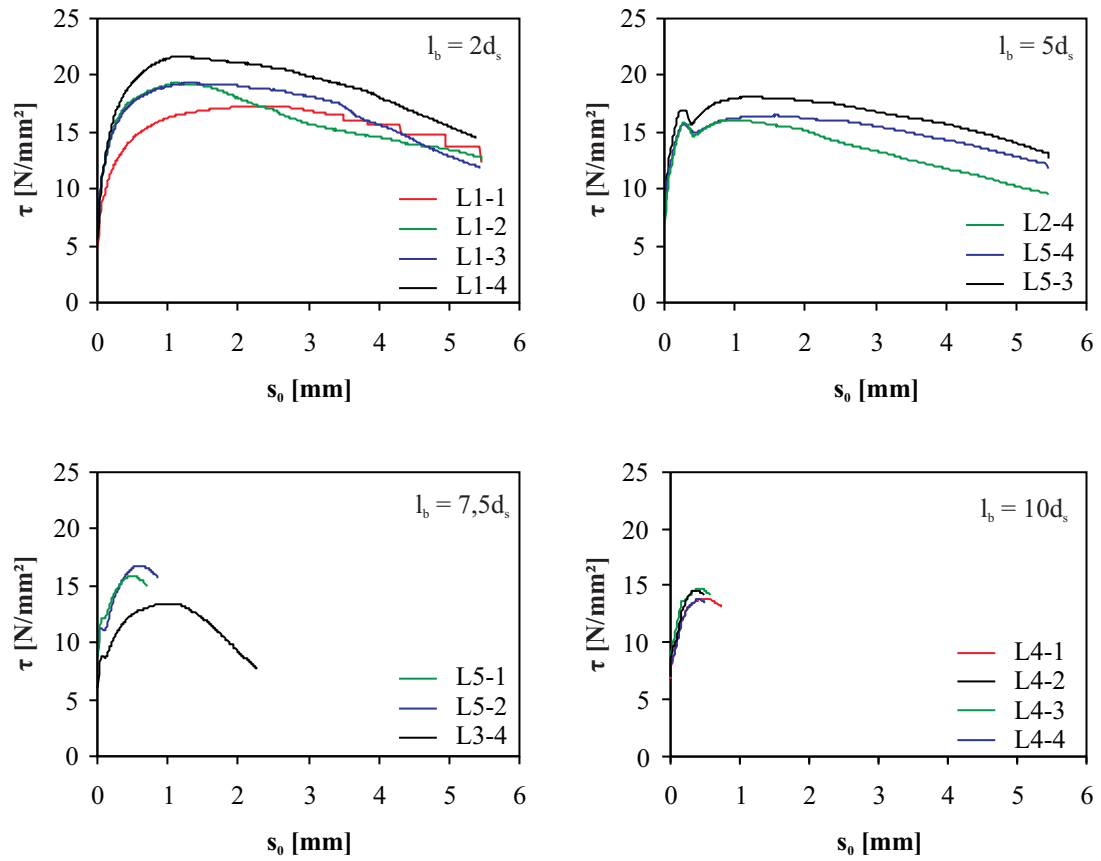 l_b = 2d_s
25
20
15
10
5
0
τ [N/mm²]
L1-1
L1-2
L1-3
L1-4
0 1 2 3 4 5 6
s₀ [mm]
l_b = 5d_s
25
20
15
10
5
0
τ [N/mm²]
L2-4
L5-4
L5-3
0 1 2 3 4 5 6
s₀ [mm]
l_b = 7,5d_s
25
20
15
10
5
0
τ [N/mm²]
L5-1
L5-2
L3-4
0 1 2 3 4 5 6
s₀ [mm]
l_b = 10d_s
25
20
15
10
5
0
τ [N/mm²]
L4-1
L4-2
L4-3
L4-4
0 1 2 3 4 5 6
s₀ [mm]